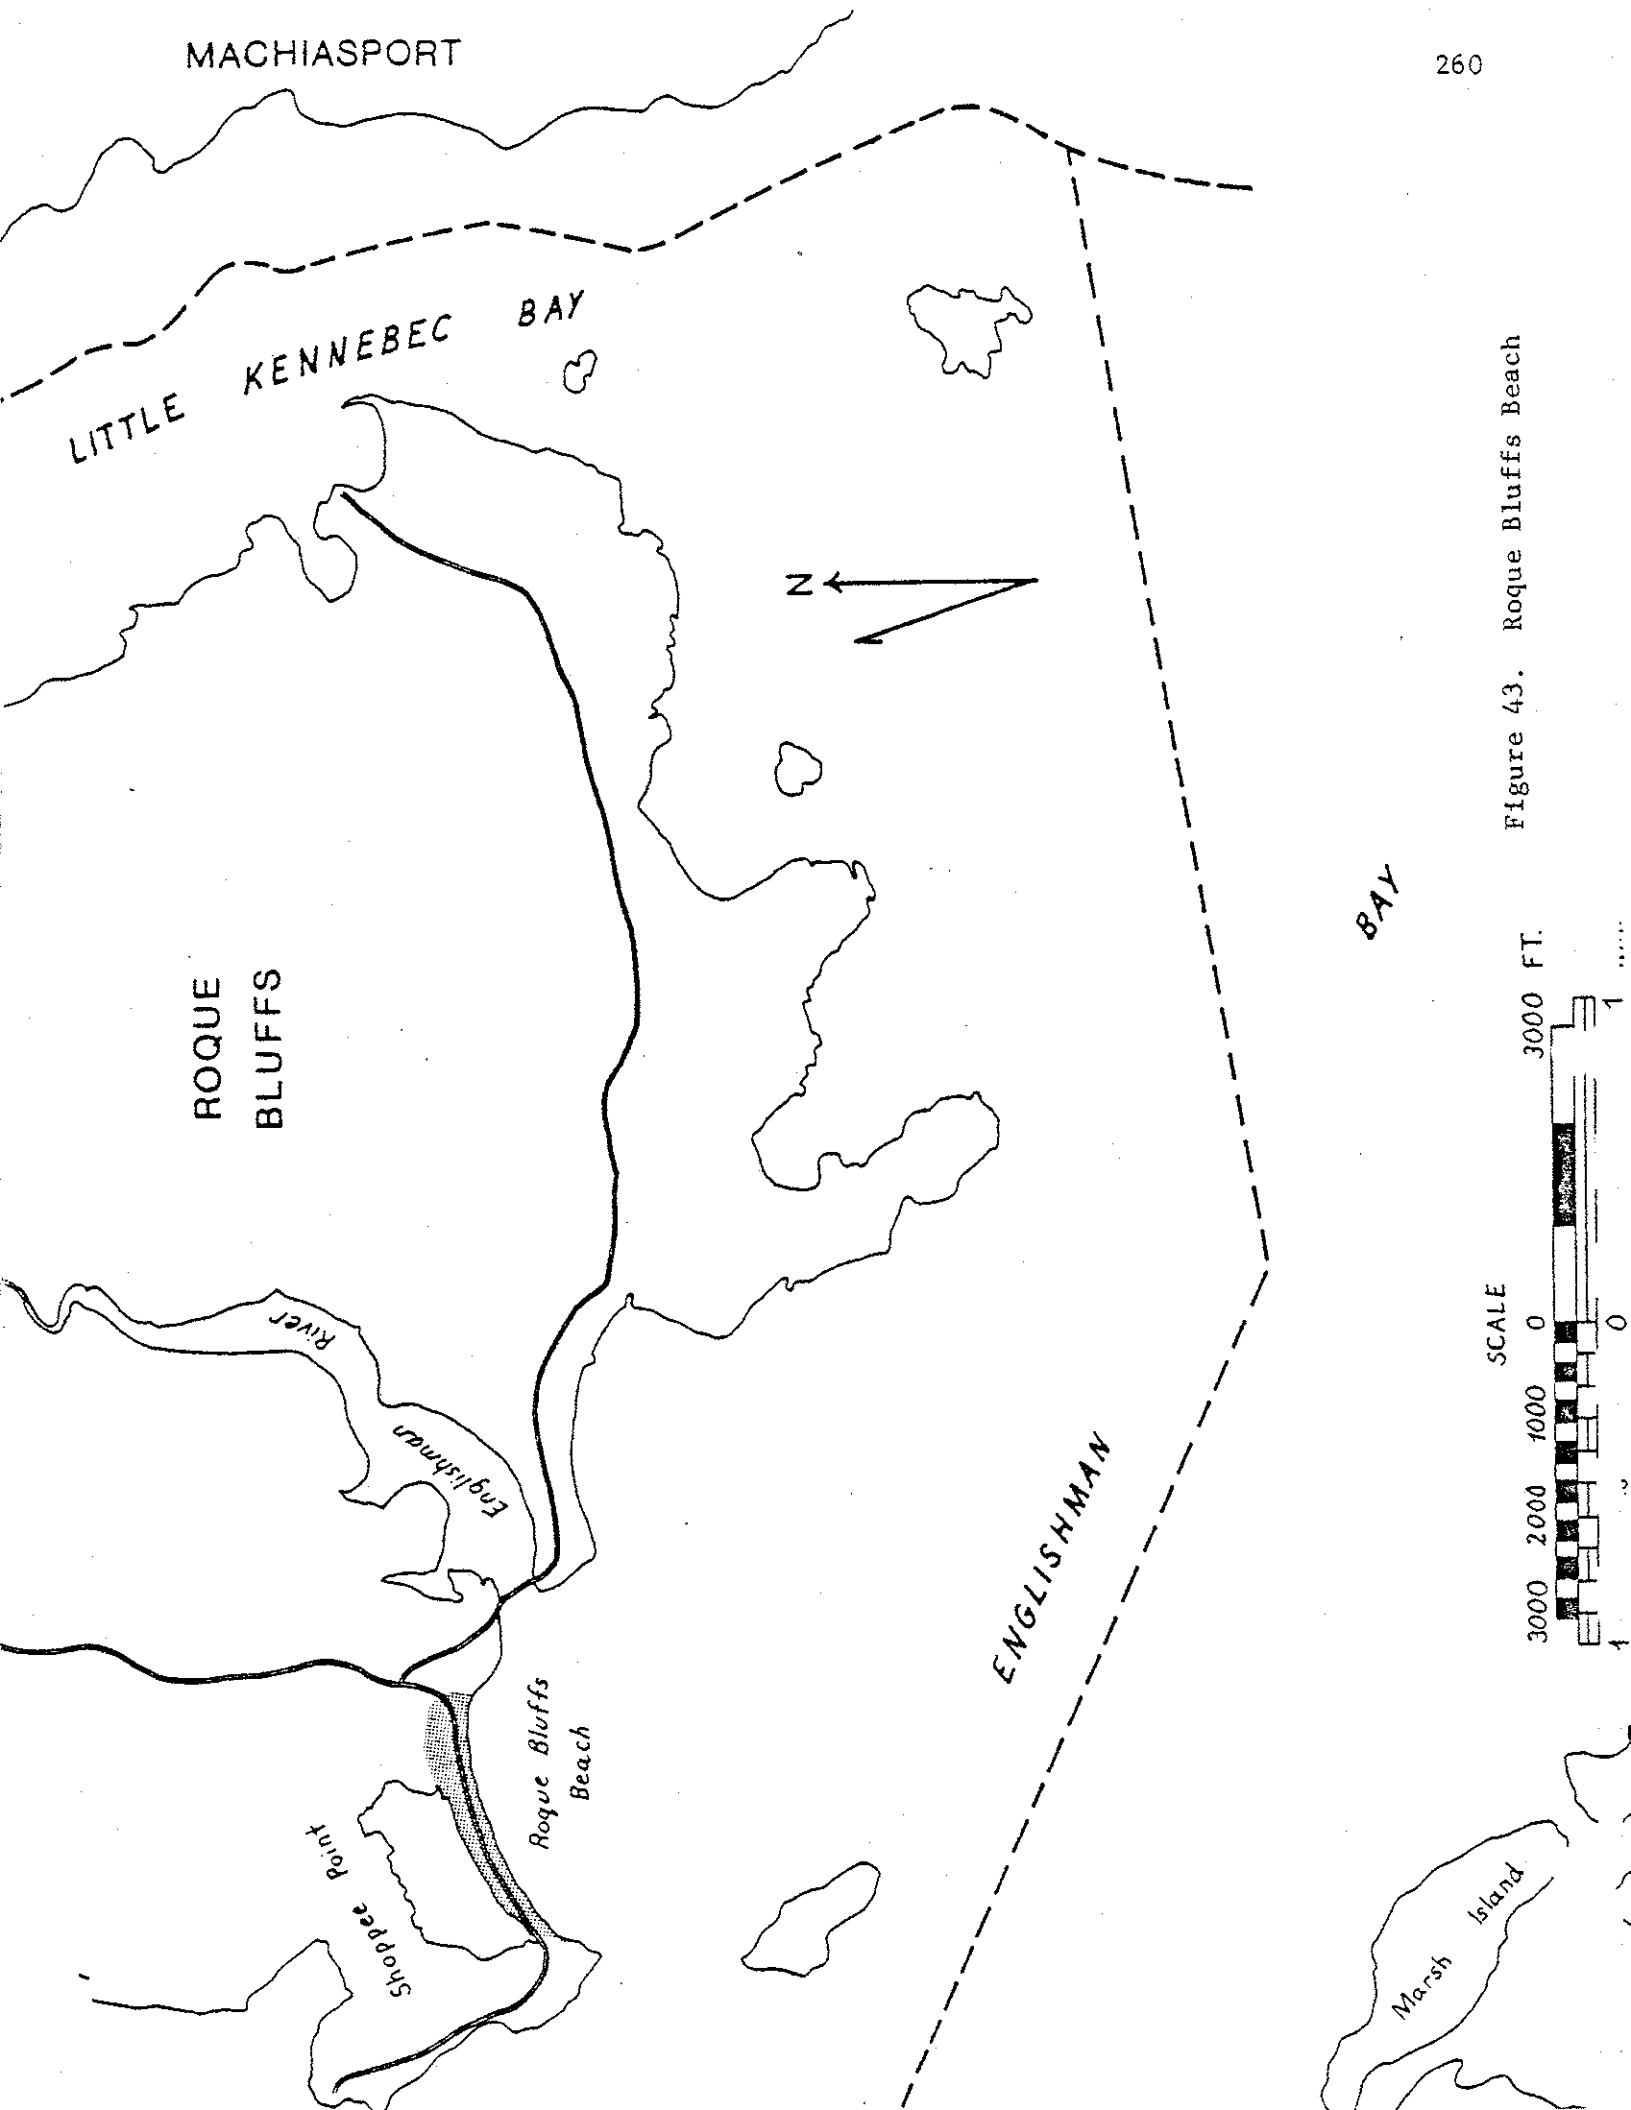 MACHIASPORT
260
LITTLE KENNEBEC BAY
N
ROQUE
BLUFFS
River
Englishman
Shoppee Point
Roque Bluffs
Beach
ENGLISHMAN BAY
Marsh Island
SCALE
3000 2000 1000 0 3000 FT.
1 0 1
Figure 43. Roque Bluffs Beach